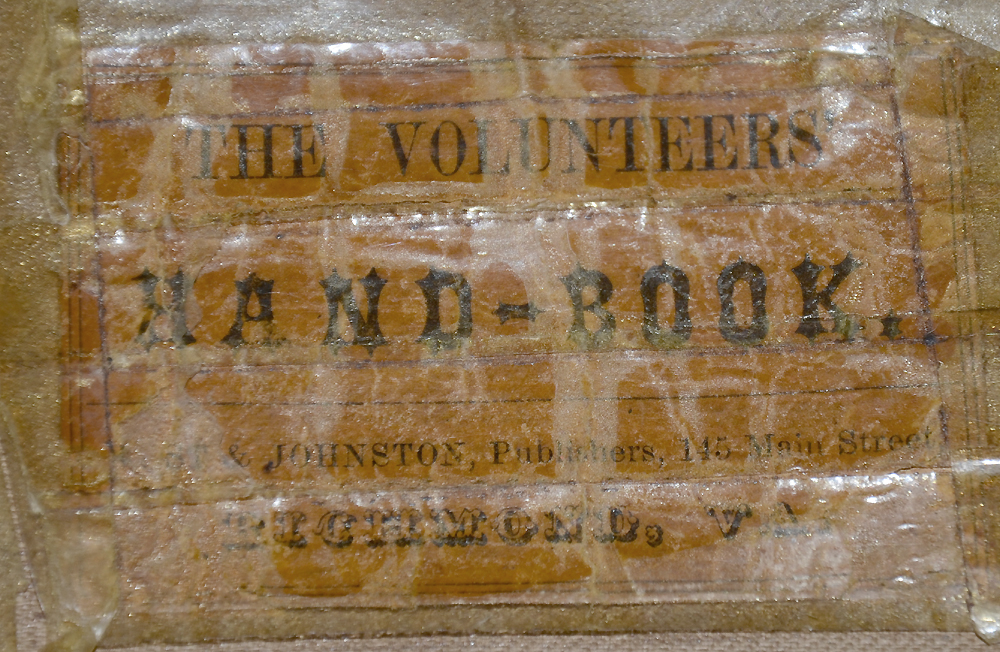 THE VOLUNTEERS'
HAND-BOOK.
& JOHNSTON, Publishers, 145 Main Street
RICHMOND, VA.